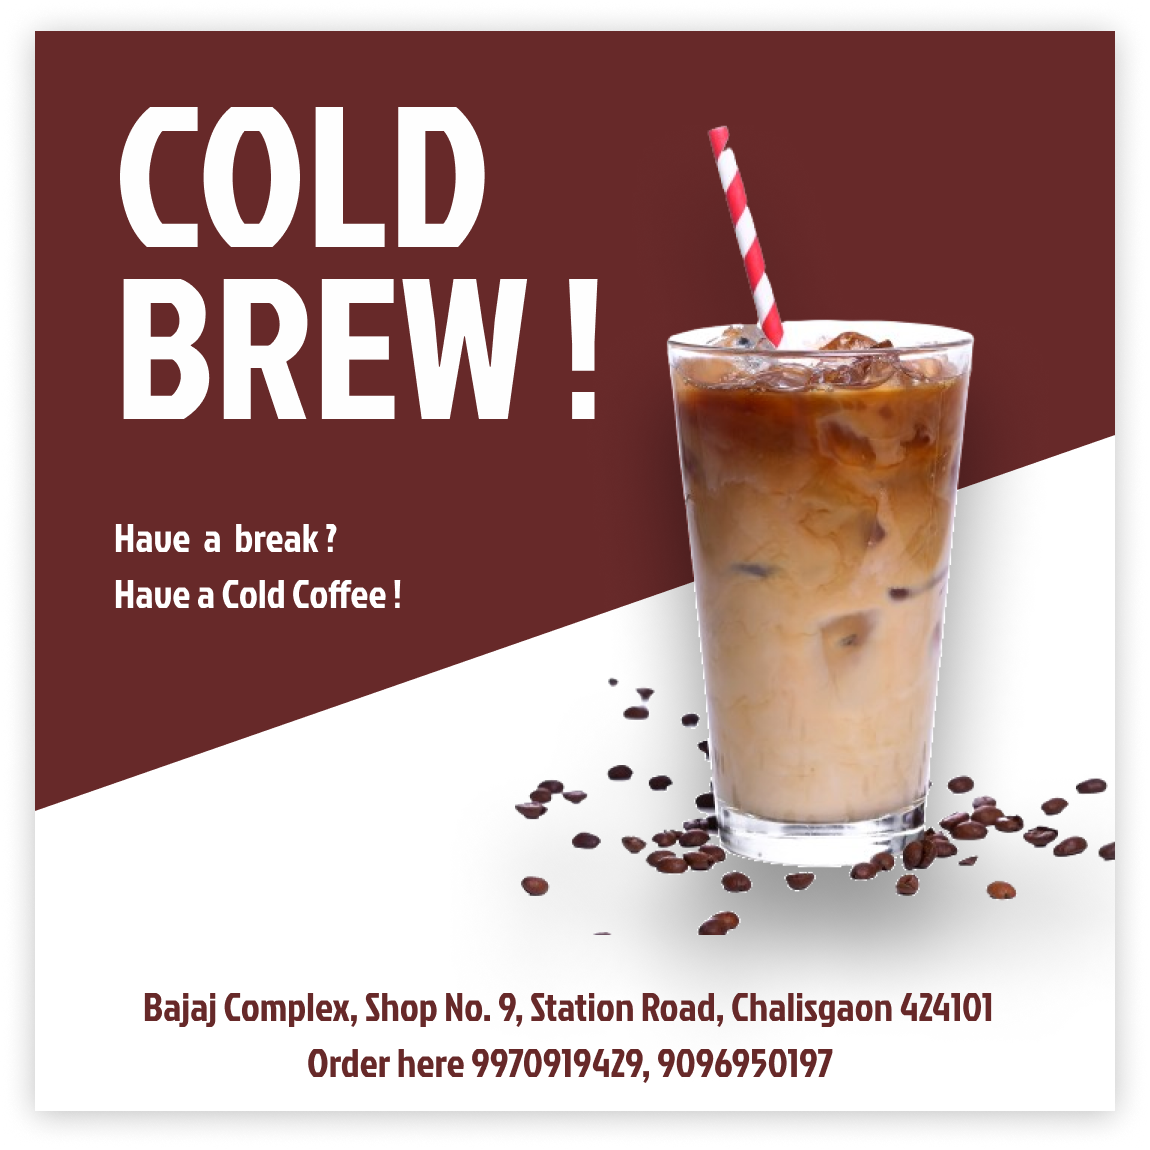 COLD
BREW !
Have a break ?
Have a Cold Coffee !
Bajaj Complex, Shop No. 9, Station Road, Chalisgaon 424101
Order here 9970919429, 9096950197